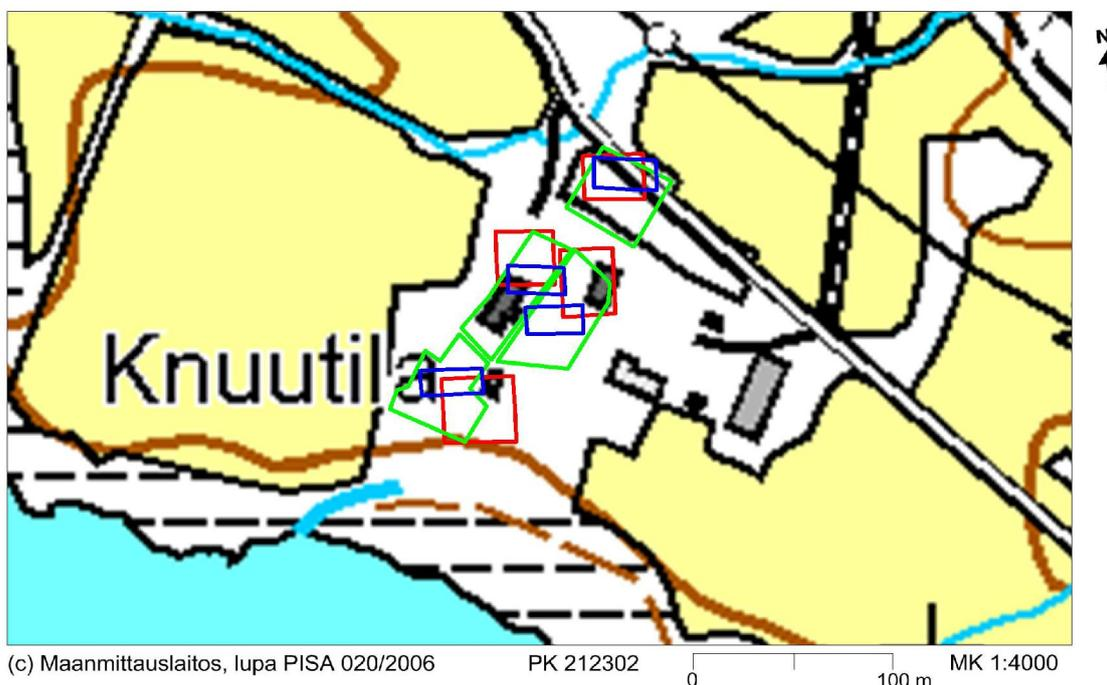 N
Knuutila
(c) Maanmittauslaitos, lupa PISA 020/2006 PK 212302 MK 1:4000
0 100 m